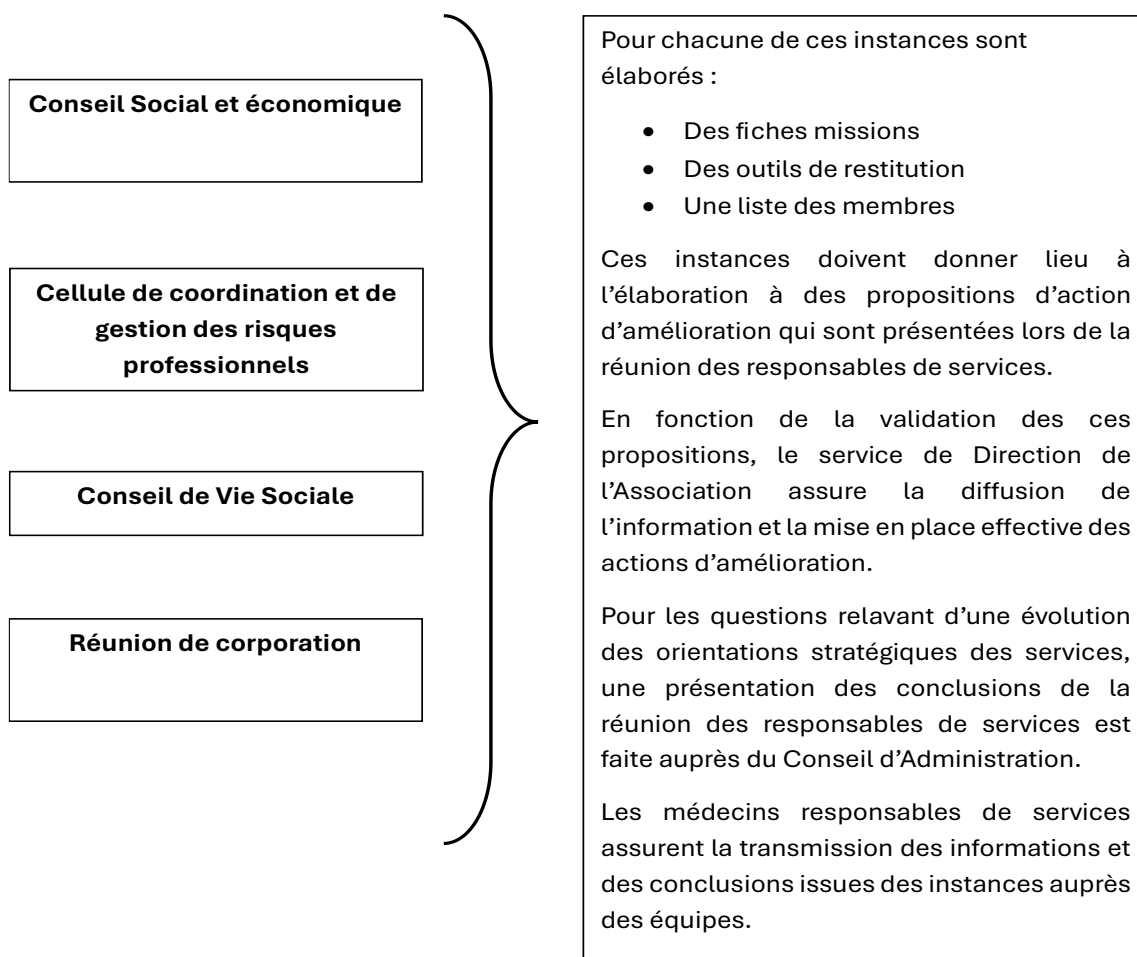 Conseil Social et économique
Cellule de coordination et de
gestion des risques
professionnels
Conseil de Vie Sociale
Réunion de corporation
Pour chacune de ces instances sont
élaborés :
• Des fiches missions
• Des outils de restitution
• Une liste des membres
Ces instances doivent donner lieu à
l’élaboration à des propositions d’action
d’amélioration qui sont présentées lors de la
réunion des responsables de services.
En fonction de la validation des ces
propositions, le service de Direction de
l’Association assure la diffusion de
l’information et la mise en place effective des
actions d’amélioration.
Pour les questions relavant d’une évolution
des orientations stratégiques des services,
une présentation des conclusions de la
réunion des responsables de services est
faite auprès du Conseil d’Administration.
Les médecins responsables de services
assurent la transmission des informations et
des conclusions issues des instances auprès
des équipes.